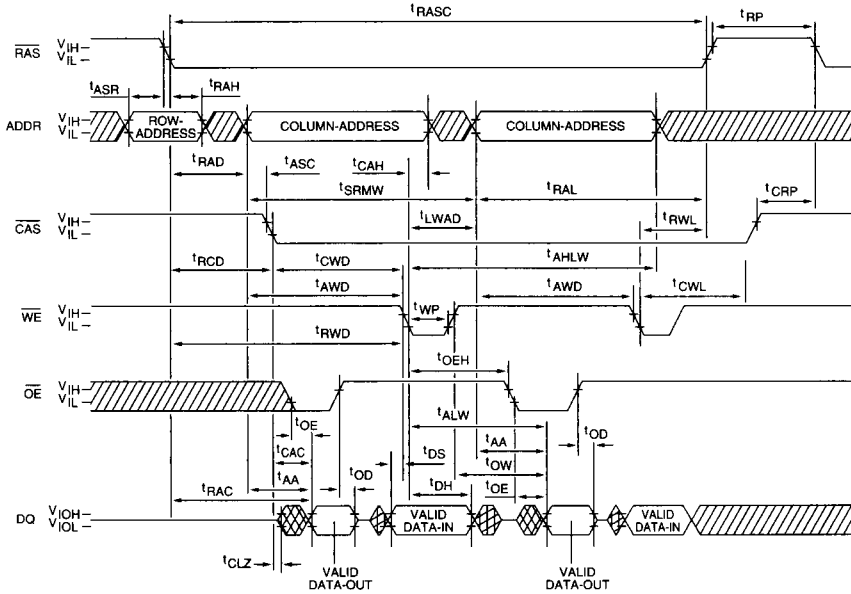 tRASC
tRP
RAS
VIH
VIL
tASR
tRAH
ADDR
VIH
VIL
ROW-
ADDRESS
COLUMN-ADDRESS
COLUMN-ADDRESS
tRAD
tASC
tCAH
tSRMW
tRAL
tCRP
CAS
VIH
VIL
tLWAD
tRWL
tRCD
tCWD
tAHLW
tAWD
tAWD
tCWL
WE
VIH
VIL
tWP
tRWD
tOEH
OE
VIH
VIL
tALW
tOE
tAA
tOD
tCAC
tDS
tOW
tAA
tOD
tDH
tOE
tRAC
DQ
VIOH
VIOL
VALID
DATA-IN
VALID
DATA-IN
tCLZ
VALID
DATA-OUT
VALID
DATA-OUT